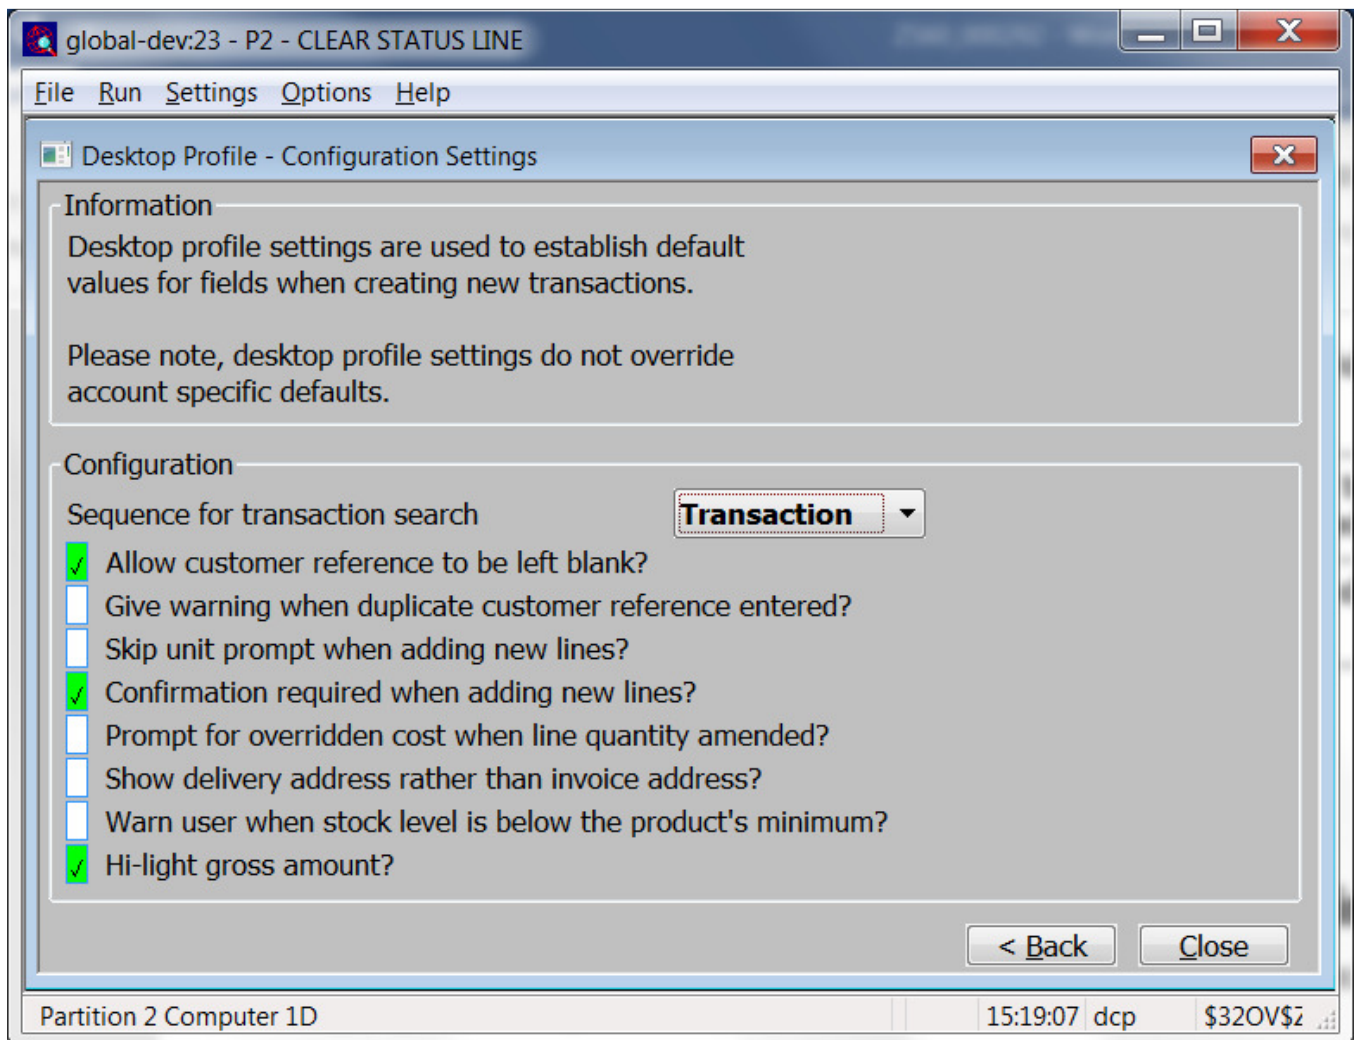 global-dev:23 - P2 - CLEAR STATUS LINE
File Run Settings Options Help
Desktop Profile - Configuration Settings
Information
Desktop profile settings are used to establish default
values for fields when creating new transactions.
Please note, desktop profile settings do not override
account specific defaults.
Configuration
Sequence for transaction search Transaction
Allow customer reference to be left blank?
Give warning when duplicate customer reference entered?
Skip unit prompt when adding new lines?
Confirmation required when adding new lines?
Prompt for overridden cost when line quantity amended?
Show delivery address rather than invoice address?
Warn user when stock level is below the product's minimum?
Hi-light gross amount?
< Back Close
Partition 2 Computer 1D 15:19:07 dcp